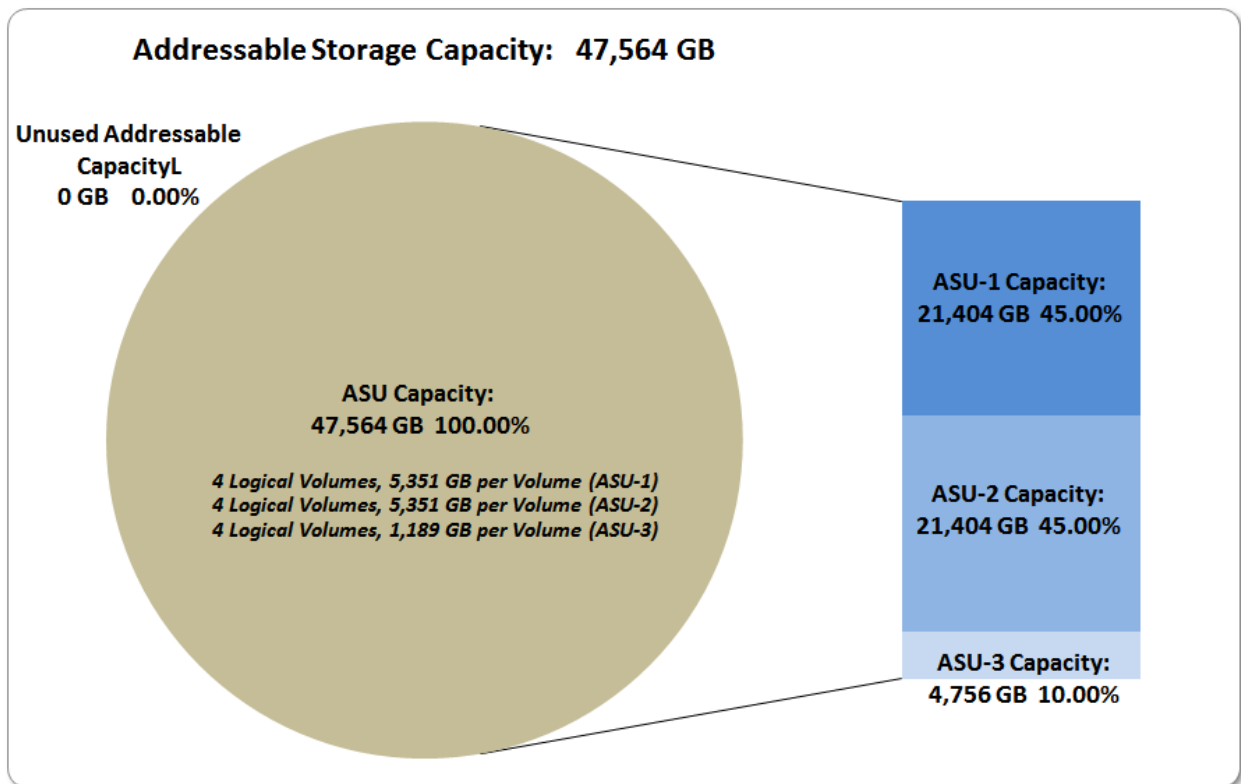 Addressable Storage Capacity: 47,564 GB
Unused Addressable
CapacityL
0 GB 0.00%
ASU Capacity:
47,564 GB 100.00%
4 Logical Volumes, 5,351 GB per Volume (ASU-1)
4 Logical Volumes, 5,351 GB per Volume (ASU-2)
4 Logical Volumes, 1,189 GB per Volume (ASU-3)
ASU-1 Capacity:
21,404 GB 45.00%
ASU-2 Capacity:
21,404 GB 45.00%
ASU-3 Capacity:
4,756 GB 10.00%